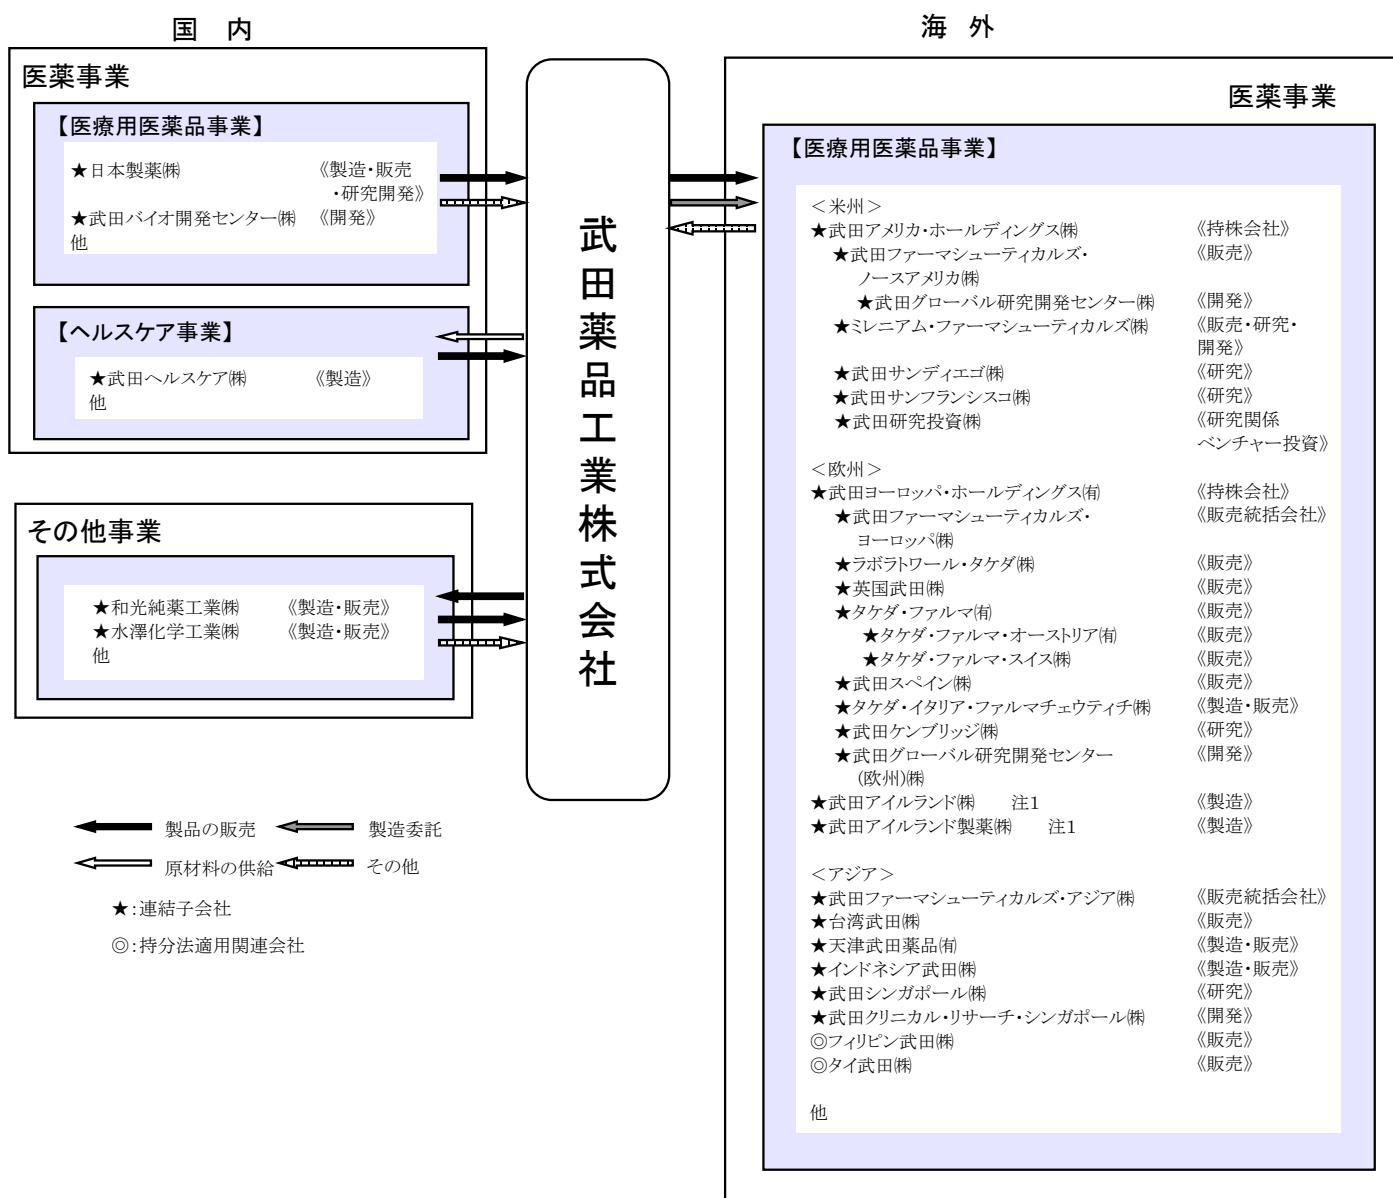 国 内
医薬事業
【医療用医薬品事業】
★日本製薬㈱ 《製造・販売
・研究開発》
★武田バイオ開発センター㈱ 《開発》
他
【ヘルスケア事業】
★武田ヘルスケア㈱ 《製造》
他
その他事業
★和光純薬工業㈱ 《製造・販売》
★水澤化学工業㈱ 《製造・販売》
他
武田薬品工業株式会社
海 外
医薬事業
【医療用医薬品事業】
＜米州＞
★武田アメリカ・ホールディングス㈱ 《持株会社》
★武田ファーマシューティカルズ・ 《販売》
ノースアメリカ㈱
★武田グローバル研究開発センター㈱ 《開発》
★ミレニアム・ファーマシューティカルズ㈱ 《販売・研究・
開発》
★武田サンディエゴ㈱ 《研究》
★武田サンフランシスコ㈱ 《研究》
★武田研究投資㈱ 《研究関係
ベンチャー投資》
＜欧州＞
★武田ヨーロッパ・ホールディングス㈲ 《持株会社》
★武田ファーマシューティカルズ・ 《販売統括会社》
ヨーロッパ㈱
★ラボラトワール・タケダ㈱ 《販売》
★英国武田㈱ 《販売》
★タケダ・ファルマ㈲ 《販売》
★タケダ・ファルマ・オーストリア㈲ 《販売》
★タケダ・ファルマ・スイス㈱ 《販売》
★武田スペイン㈱ 《販売》
★タケダ・イタリア・ファルマチェウティチ㈱ 《製造・販売》
★武田ケンブリッジ㈱ 《研究》
★武田グローバル研究開発センター 《開発》
(欧州)㈱
★武田アイルランド㈱ 注1 《製造》
★武田アイルランド製薬㈱ 注1 《製造》
＜アジア＞
★武田ファーマシューティカルズ・アジア㈱ 《販売統括会社》
★台湾武田㈱ 《販売》
★天津武田薬品㈲ 《製造・販売》
★インドネシア武田㈱ 《製造・販売》
★武田シンガポール㈱ 《研究》
★武田クリニカル・リサーチ・シンガポール㈱ 《開発》
◎フィリピン武田㈱ 《販売》
◎タイ武田㈱ 《販売》
他
製品の販売 製造委託
原材料の供給 その他
★：連結子会社
◎：持分法適用関連会社